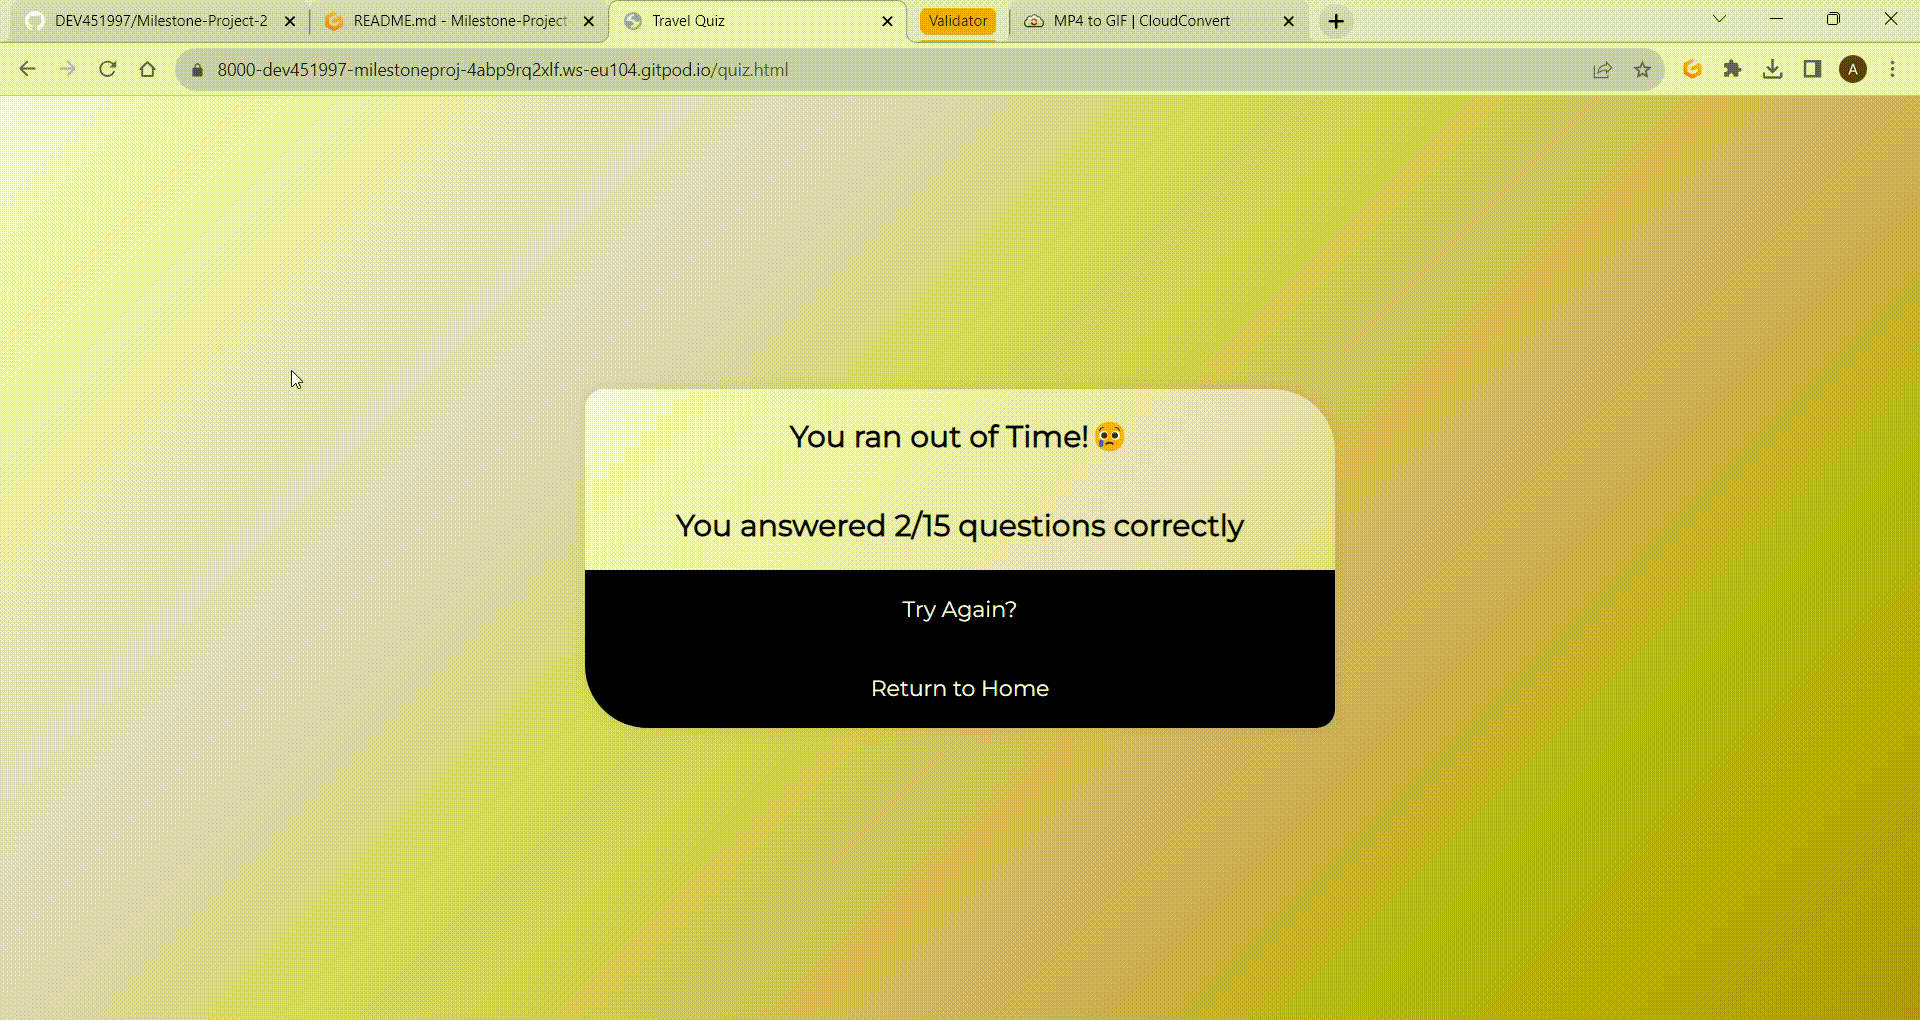 DEV451997/Milestone-Project-2
README.md - Milestone-Project
Travel Quiz
Validator
MP4 to GIF | CloudConvert
8000-dev451997-milestoneproj-4abp9rq2xlf.ws-eu104.gitpod.io/quiz.html
A
You ran out of Time!😢
You answered 2/15 questions correctly
Try Again?
Return to Home